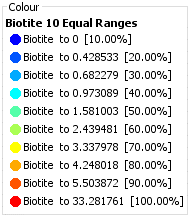 Colour
Biotite 10 Equal Ranges
Biotite to 0 [10.00%]
Biotite to 0.428533 [20.00%]
Biotite to 0.682279 [30.00%]
Biotite to 0.973089 [40.00%]
Biotite to 1.581003 [50.00%]
Biotite to 2.439481 [60.00%]
Biotite to 3.337978 [70.00%]
Biotite to 4.248018 [80.00%]
Biotite to 5.503872 [90.00%]
Biotite to 33.281761 [100.00%]